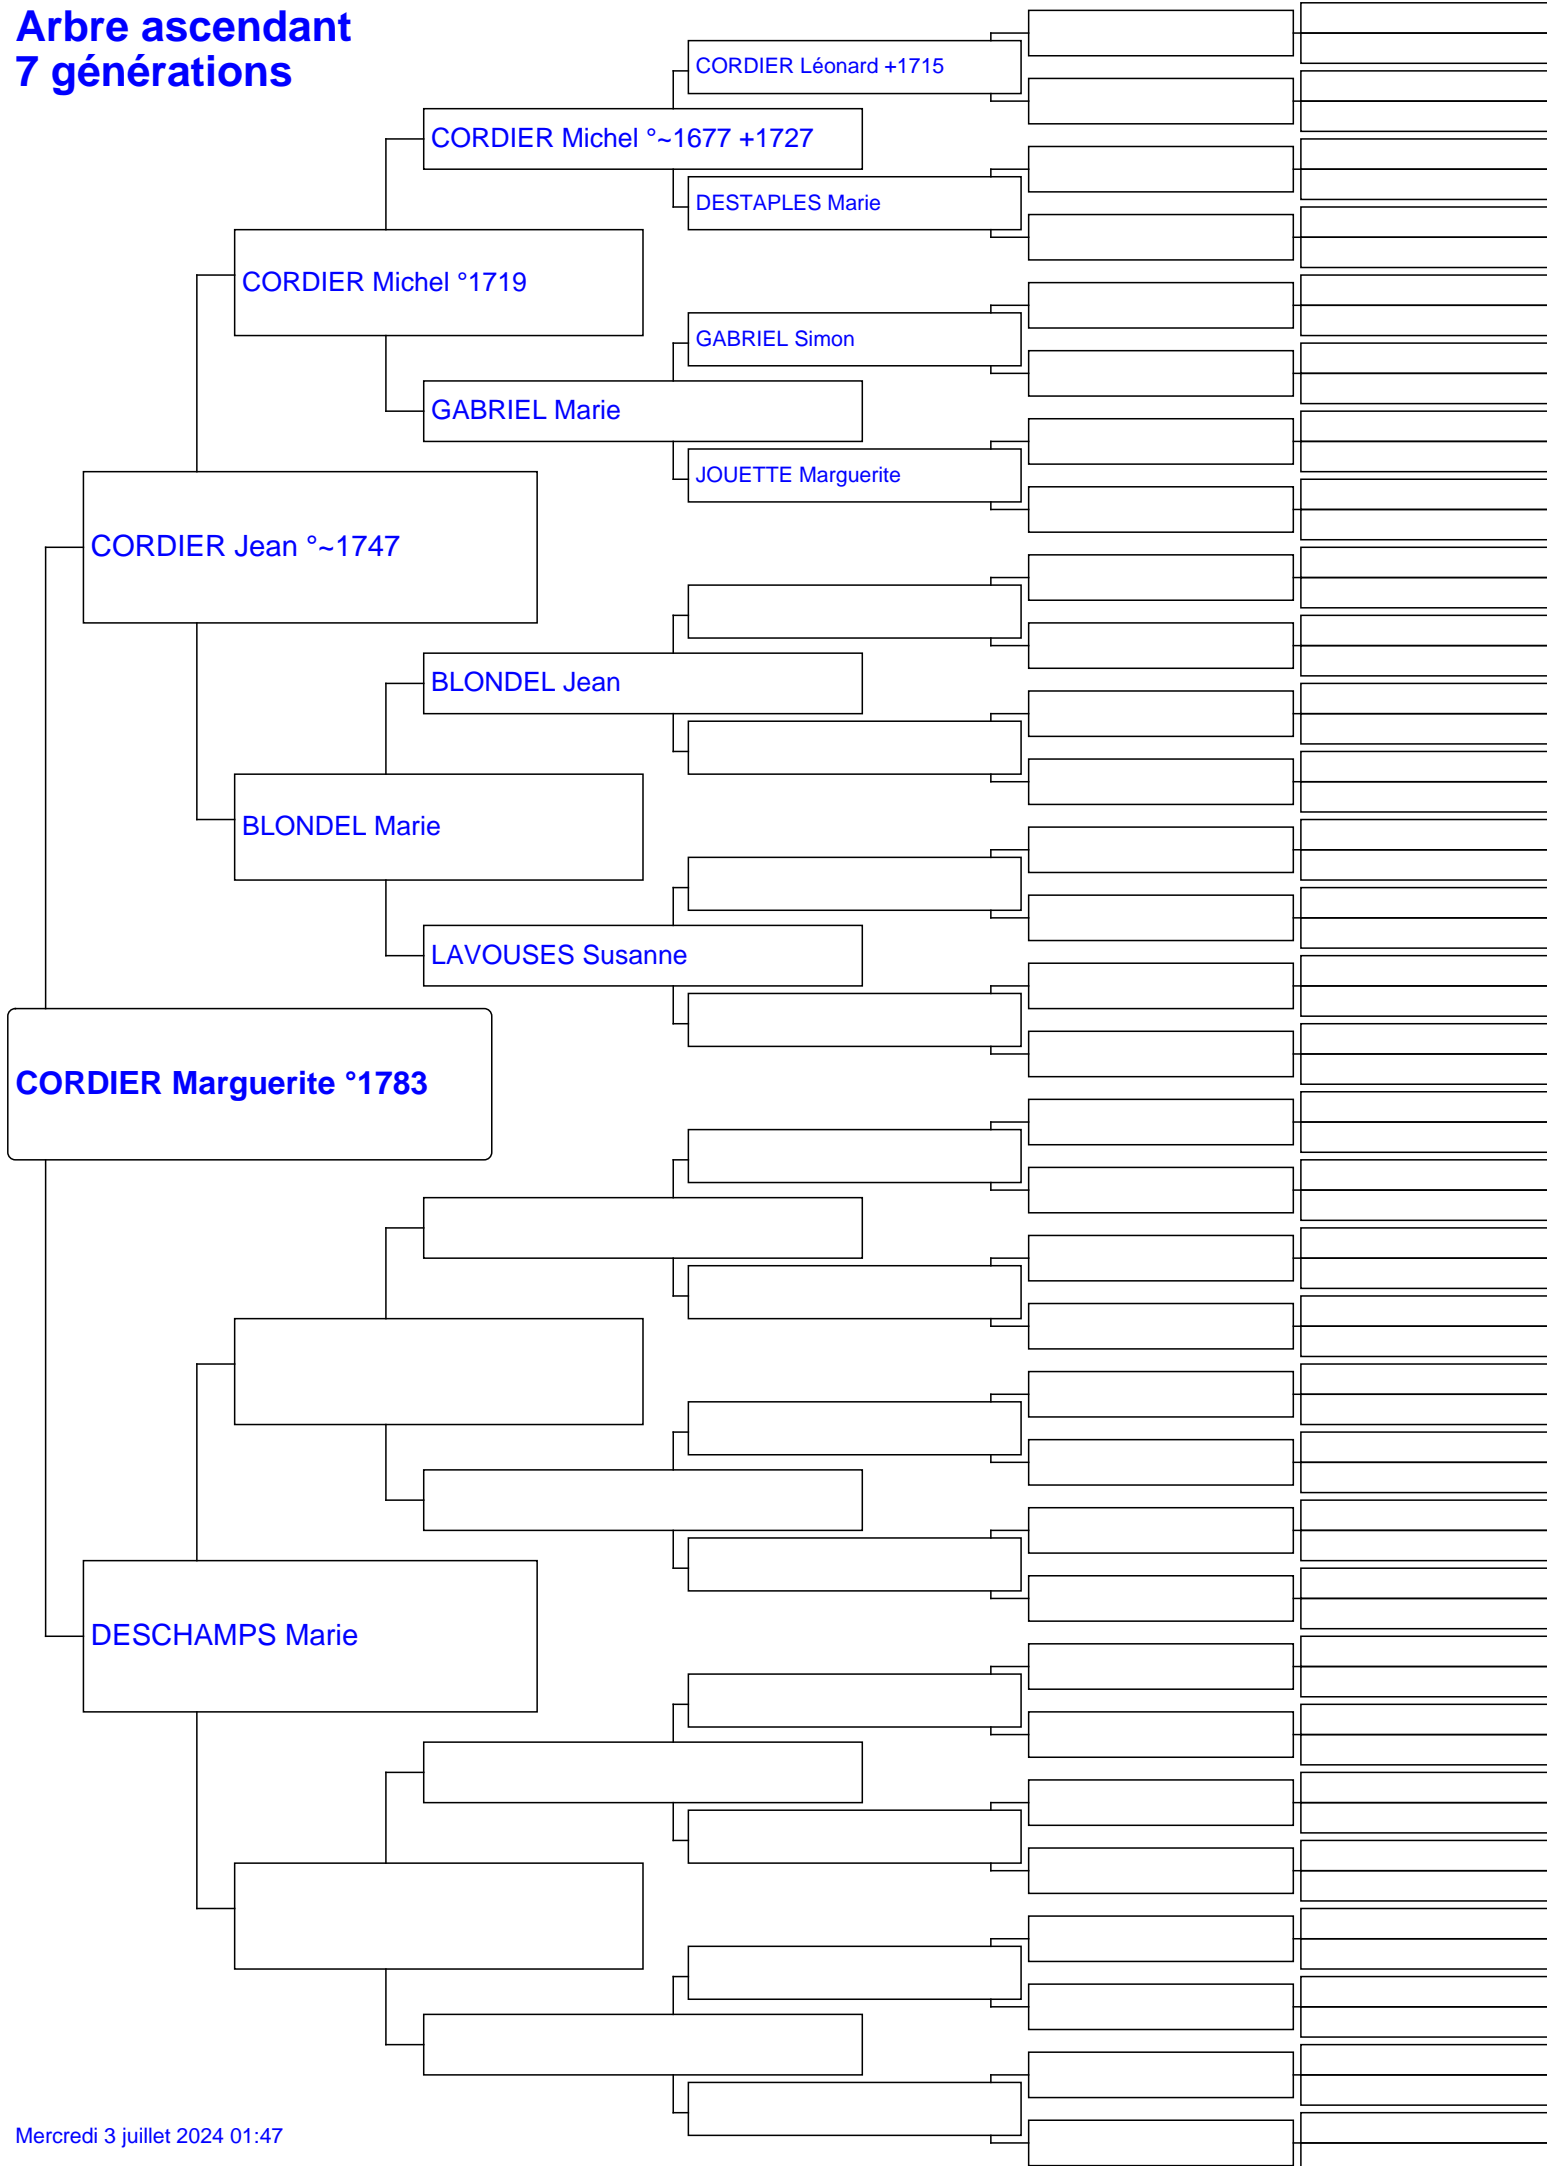 Arbre ascendant
7 générations
CORDIER Léonard +1715
CORDIER Michel °~1677 +1727
DESTAPLES Marie
CORDIER Michel °1719
GABRIEL Simon
GABRIEL Marie
JOUETTE Marguerite
CORDIER Jean °~1747
BLONDEL Jean
BLONDEL Marie
LAVOUSES Susanne
CORDIER Marguerite °1783
DESCHAMPS Marie
Mercredi 3 juillet 2024 01:47